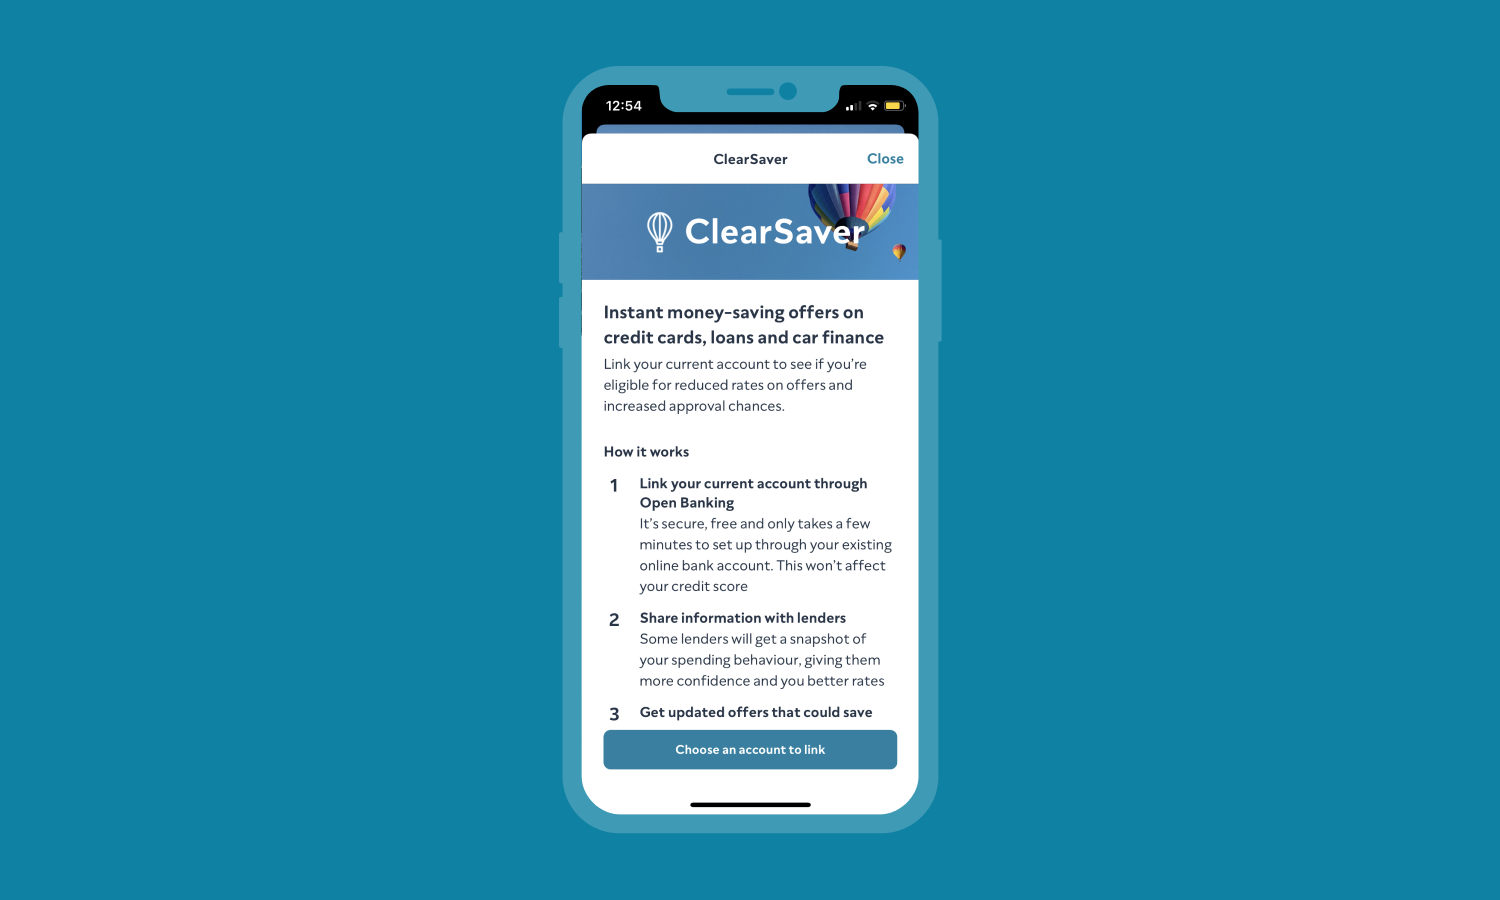 12:54
ClearSaver
Close
ClearSaver
Instant money-saving offers on
credit cards, loans and car finance
Link your current account to see if you’re
eligible for reduced rates on offers and
increased approval chances.
How it works
1
Link your current account through
Open Banking
It’s secure, free and only takes a few
minutes to set up through your existing
online bank account. This won’t affect
your credit score
2
Share information with lenders
Some lenders will get a snapshot of
your spending behaviour, giving them
more confidence and you better rates
3
Get updated offers that could save
Choose an account to link